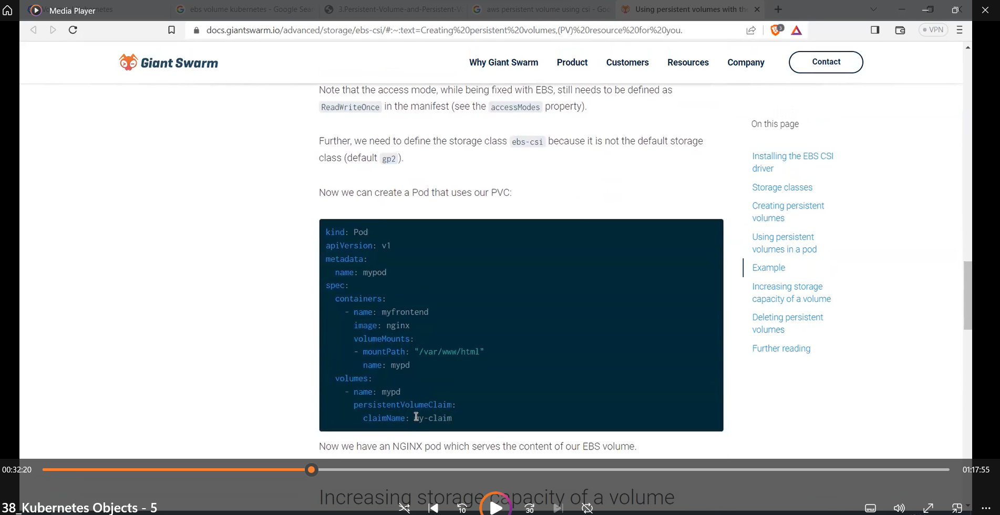 Media Player
Kubernetes
ebs volume kubernetes - Google Sear
3.Persistent-Volume-and-Persistent-V
aws persistent volume using csi - Goo
Using persistent volumes with the
docs.giantswarm.io/advanced/storage/ebs-csi/#:~:text=Creating%20persistent%20volumes,(PV)%20resource%20for%20you.
3
VPN
Giant Swarm
Why Giant Swarm
Product
Customers
Resources
Company
Contact
Note that the access mode, while being fixed with EBS, still needs to be defined as
ReadWriteOnce in the manifest (see the accessModes property).
Further, we need to define the storage class ebs-csi because it is not the default storage
class (default gp2 ).
Now we can create a Pod that uses our PVC:
kind: Pod
apiVersion: v1
metadata:
name: mypod
spec:
containers:
- name: myfrontend
image: nginx
volumeMounts:
- mountPath: "/var/www/html"
name: mypd
volumes:
- name: mypd
persistentVolumeClaim:
claimName: my-claim
Now we have an NGINX pod which serves the content of our EBS volume.
Increasing storage capacity of a volume
On this page
Installing the EBS CSI
driver
Storage classes
Creating persistent
volumes
Using persistent
volumes in a pod
Example
Increasing storage
capacity of a volume
Deleting persistent
volumes
Further reading
00:32:20
01:17:55
38_Kubernetes Objects - 5
10
30